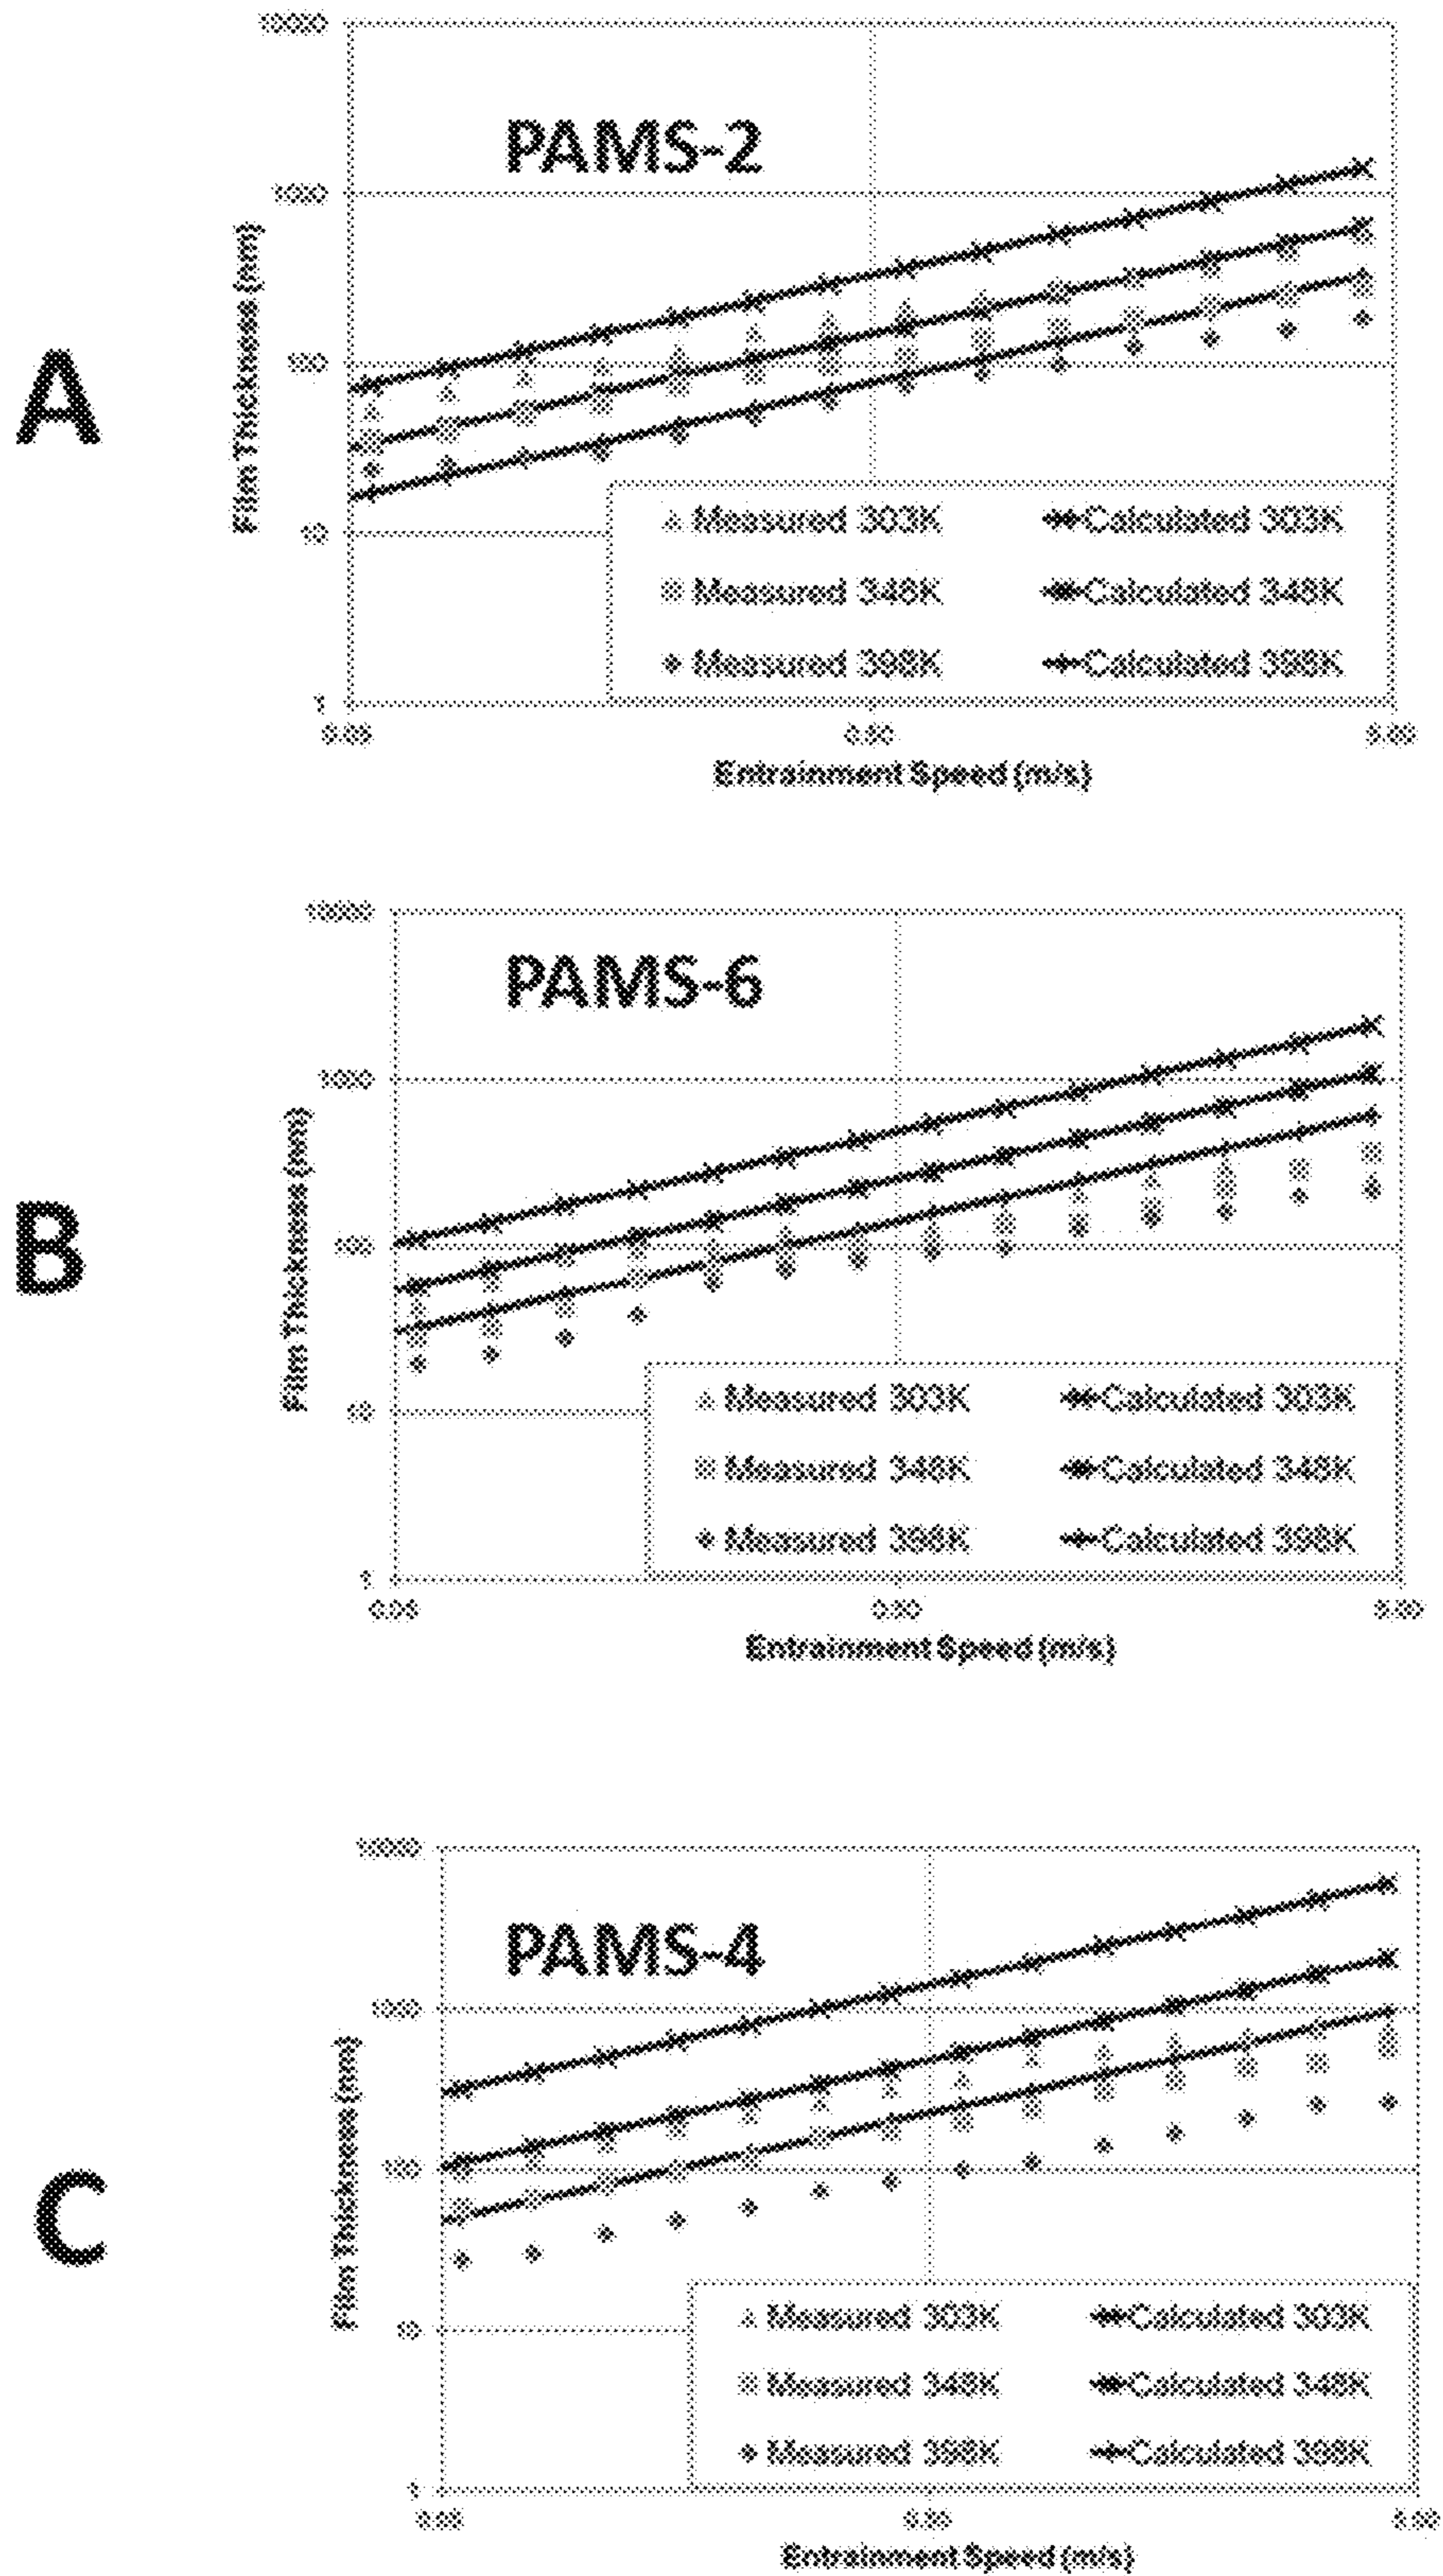 A
PAMS-2
Film Thickness (nm)
10000
1000
100
10
1
0.05
0.50
5.00
Entrainment Speed (m/s)
Measured 303K
Calculated 303K
Measured 348K
Calculated 348K
Measured 398K
Calculated 398K
B
PAMS-6
Film Thickness (nm)
10000
1000
100
10
1
0.05
0.50
5.00
Entrainment Speed (m/s)
Measured 303K
Calculated 303K
Measured 348K
Calculated 348K
Measured 398K
Calculated 398K
C
PAMS-4
Film Thickness (nm)
10000
1000
100
10
1
0.05
0.50
5.00
Entrainment Speed (m/s)
Measured 303K
Calculated 303K
Measured 348K
Calculated 348K
Measured 398K
Calculated 398K